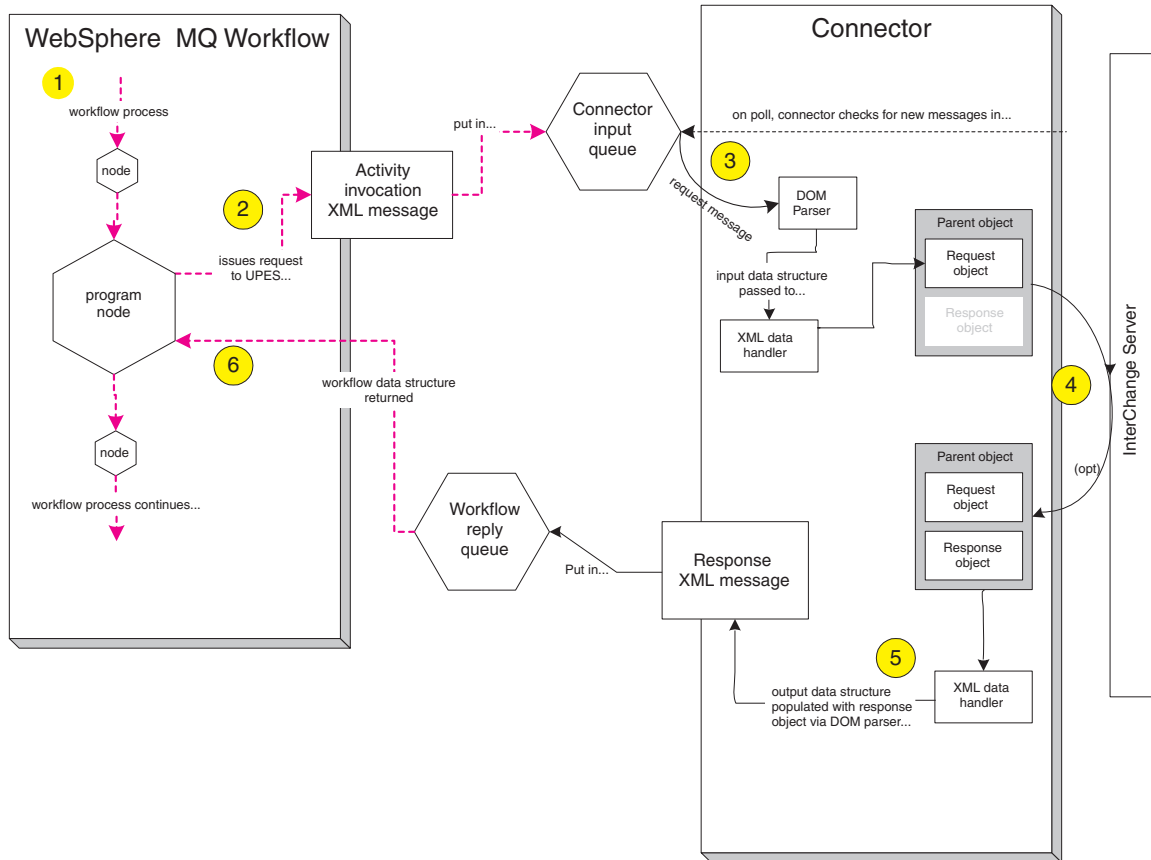 WebSphere MQ Workflow
1
workflow process
node
2
issues request
to UPES...
program
node
6
node
workflow process continues...
Activity
invocation
XML message
put in...
Connector
input
queue
workflow data structure
returned
Workflow
reply
queue
Put in...
Connector
on poll, connector checks for new messages in...
3
request message
DOM
Parser
input data structure
passed to...
XML data
handler
Parent object
Request
object
Response
object
4
(opt)
InterChange Server
Parent object
Request
object
Response
object
5
XML data
handler
output data structure
populated with response
object via DOM parser...
Response
XML message